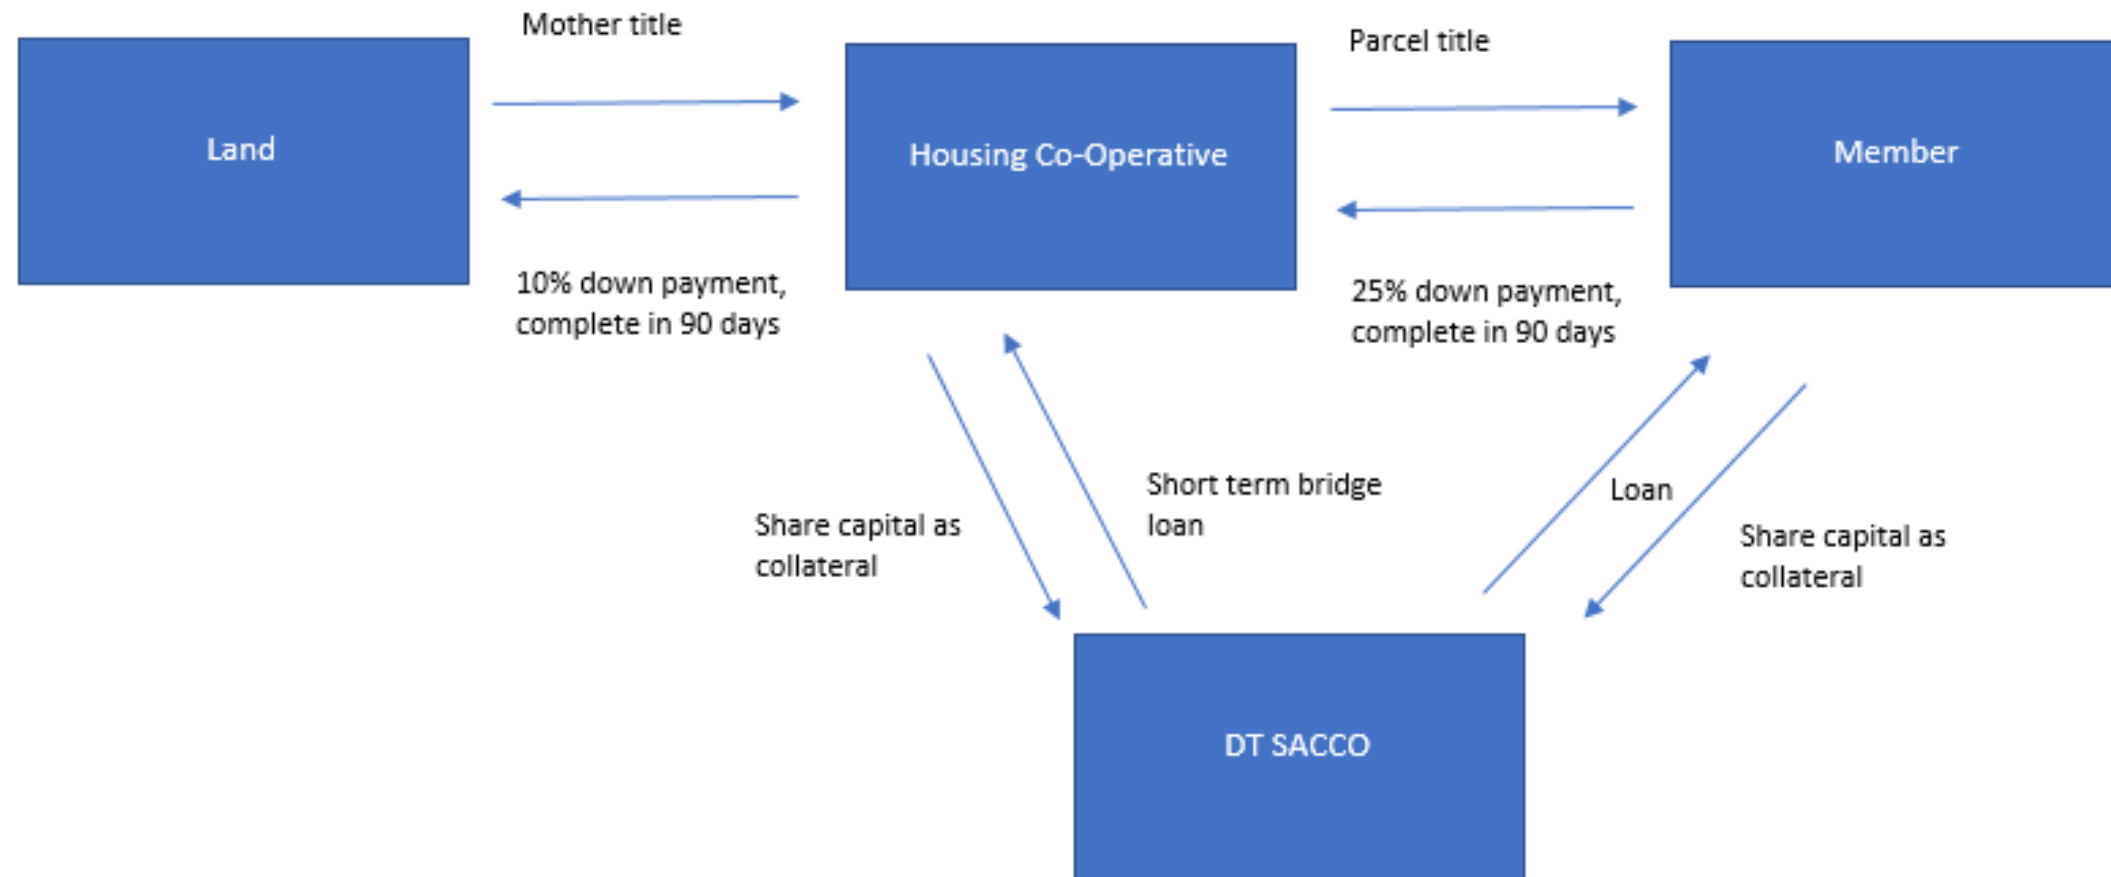 Mother title
Parcel title
Land
Housing Co-Operative
Member
10% down payment,
complete in 90 days
25% down payment,
complete in 90 days
Share capital as
collateral
Short term bridge
loan
Loan
Share capital as
collateral
DT SACCO